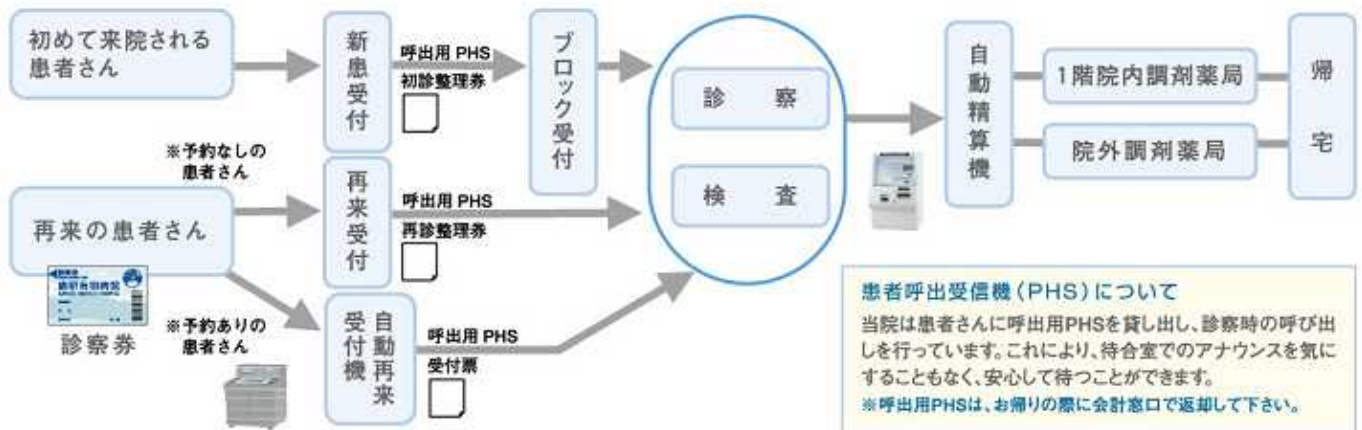 初めて来院される
患者さん
新患受付
呼出用 PHS
初診整理券
ブロック受付
診 察
検 査
自動精算機
1階院内調剤薬局
院外調剤薬局
帰 宅
※予約なしの
患者さん
再来の患者さん
再来受付
呼出用 PHS
再診整理券
診察券
※予約ありの
患者さん
自動再来
受付機
呼出用 PHS
受付票
患者呼出受信機(PHS)について
当院は患者さんに呼出用PHSを貸し出し、診察時の呼び出
しを行っています。これにより、待合室でのアナウンスを気に
することもなく、安心して待つことができます。
※呼出用PHSは、お帰りの際に会計窓口で返却して下さい。